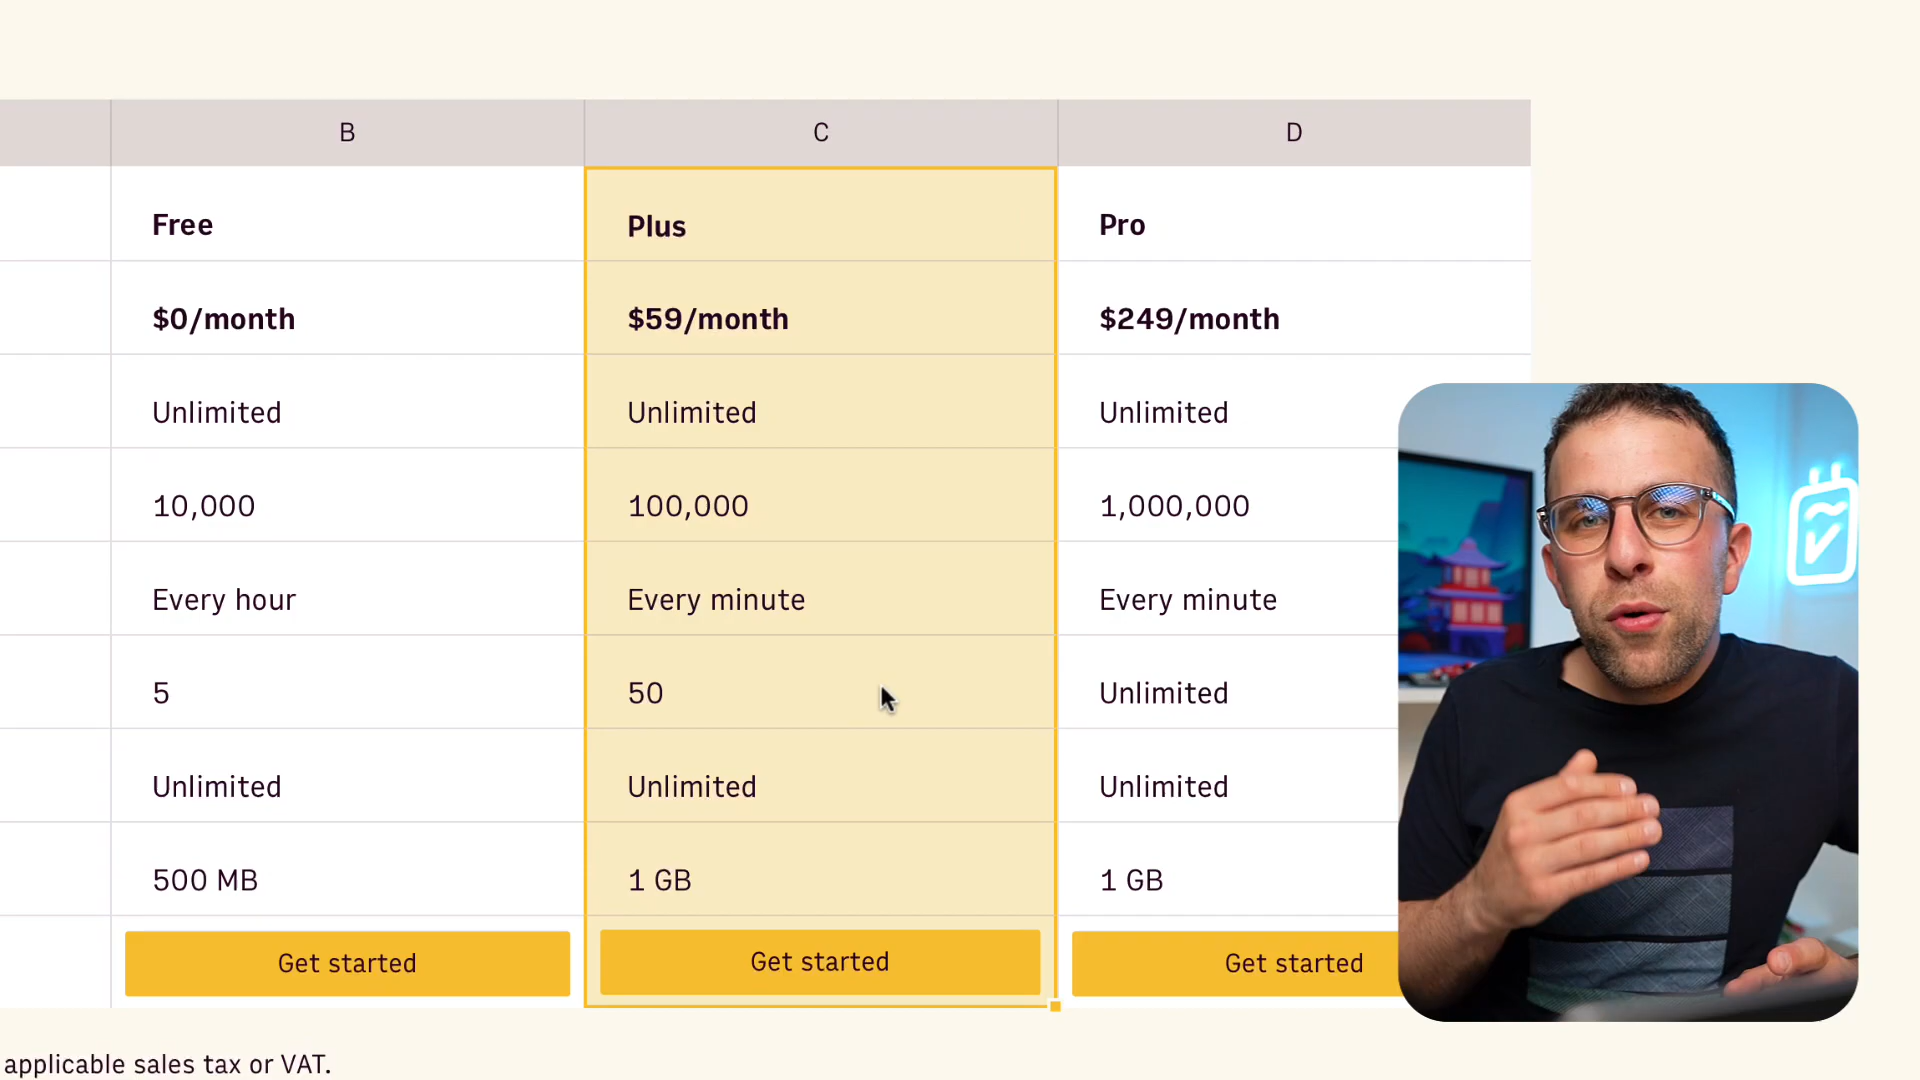 B C D
Free Plus Pro
$0/month $59/month $249/month
Unlimited Unlimited Unlimited
10,000 100,000 1,000,000
Every hour Every minute Every minute
5 50 Unlimited
Unlimited Unlimited Unlimited
500 MB 1 GB 1 GB
Get started Get started Get started
applicable sales tax or VAT.